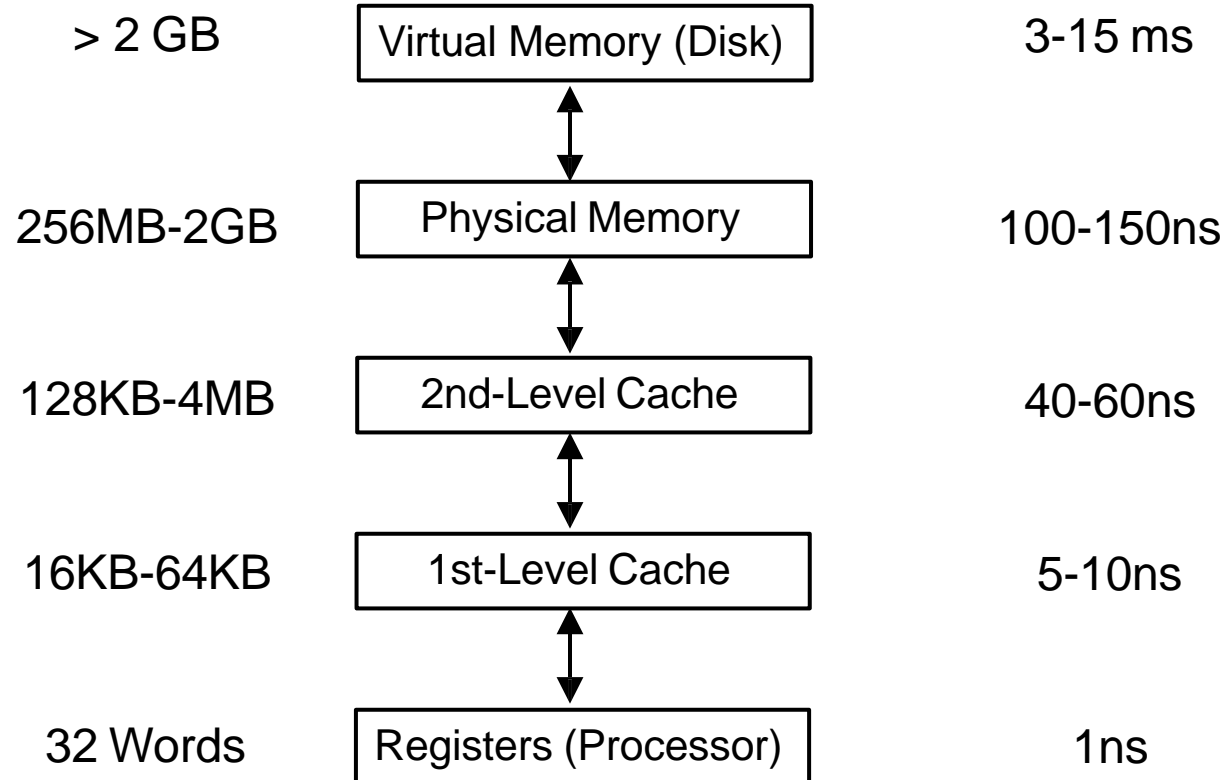 > 2 GB Virtual Memory (Disk) 3-15 ms
256MB-2GB Physical Memory 100-150ns
128KB-4MB 2nd-Level Cache 40-60ns
16KB-64KB 1st-Level Cache 5-10ns
32 Words Registers (Processor) 1ns